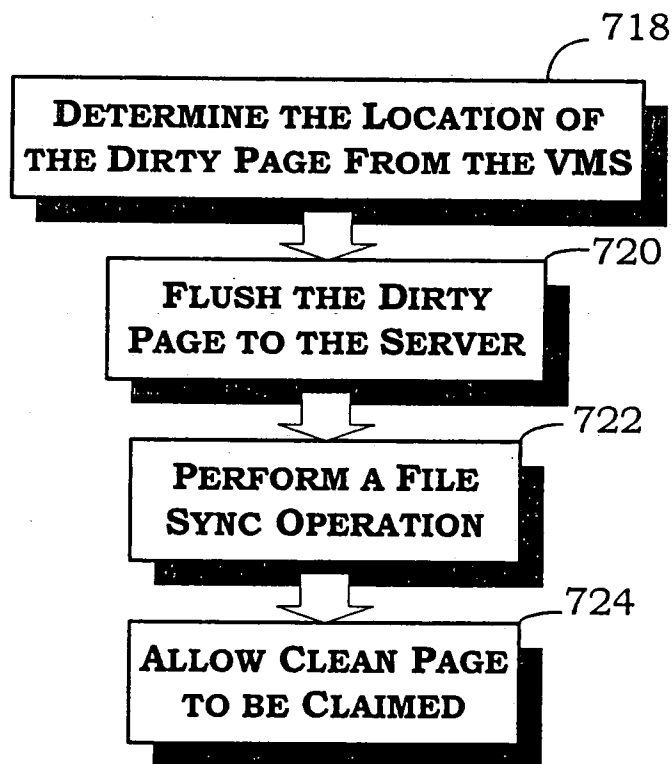 718
DETERMINE THE LOCATION OF
THE DIRTY PAGE FROM THE VMS
720
FLUSH THE DIRTY
PAGE TO THE SERVER
722
PERFORM A FILE
SYNC OPERATION
724
ALLOW CLEAN PAGE
TO BE CLAIMED